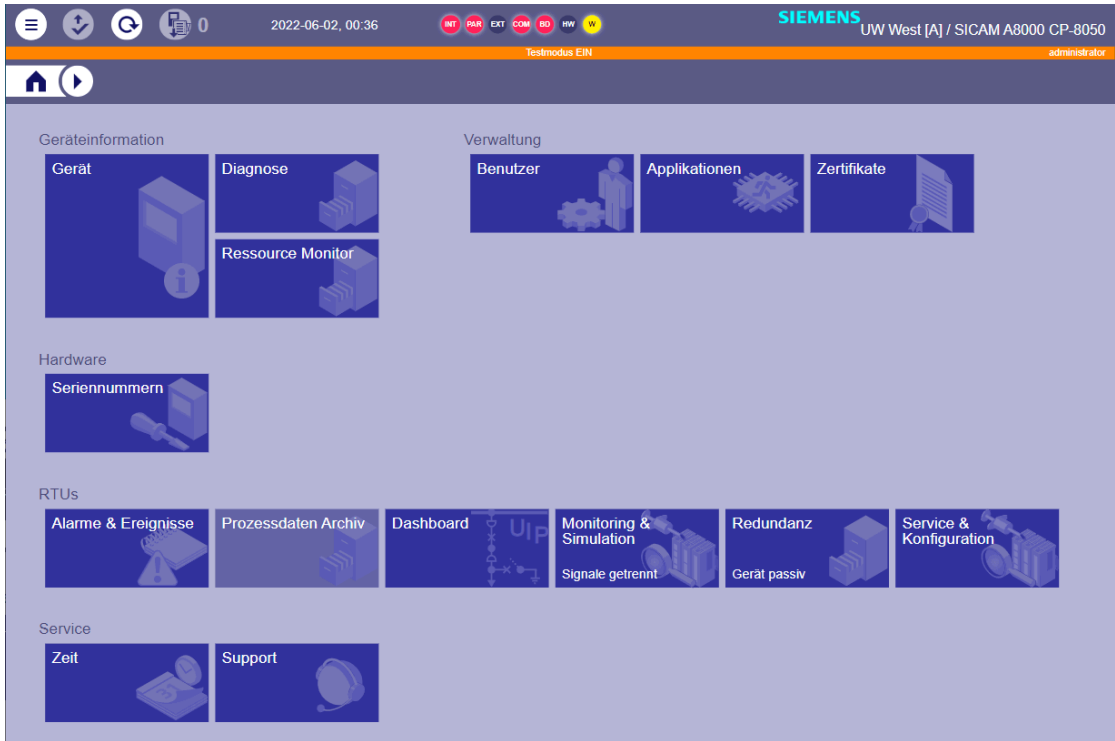 0
2022-06-02, 00:36
INT PAR EXT COM BD HW W
SIEMENS
UW West [A] / SICAM A8000 CP-8050
Testmodus EIN
administrator
Geräteinformation
Verwaltung
Gerät
Diagnose
Benutzer
Applikationen
Zertifikate
Ressource Monitor
Hardware
Seriennummern
RTUs
Alarme & Ereignisse
Prozessdaten Archiv
Dashboard
UIP
Monitoring &
Simulation
Signale getrennt
Redundanz
Gerät passiv
Service &
Konfiguration
Service
Zeit
Support